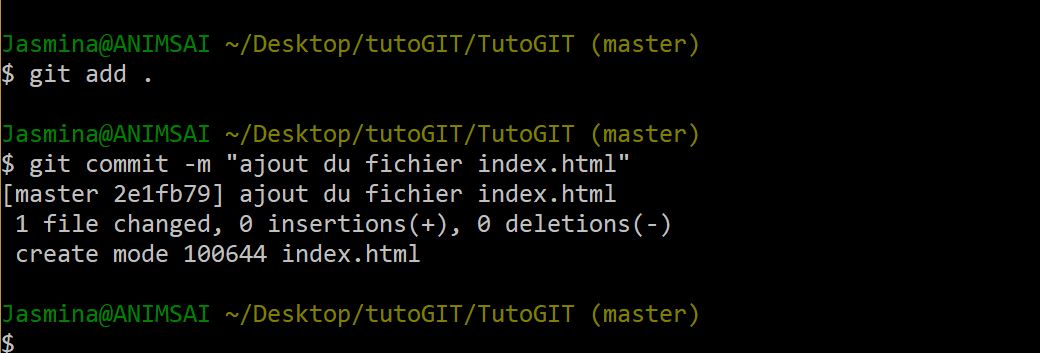 Jasmina@ANIMSAI ~/Desktop/tutoGIT/TutoGIT (master)
$ git add .
Jasmina@ANIMSAI ~/Desktop/tutoGIT/TutoGIT (master)
$ git commit -m "ajout du fichier index.html"
[master 2e1fb79] ajout du fichier index.html
1 file changed, 0 insertions(+), 0 deletions(-)
create mode 100644 index.html
Jasmina@ANIMSAI ~/Desktop/tutoGIT/TutoGIT (master)
$